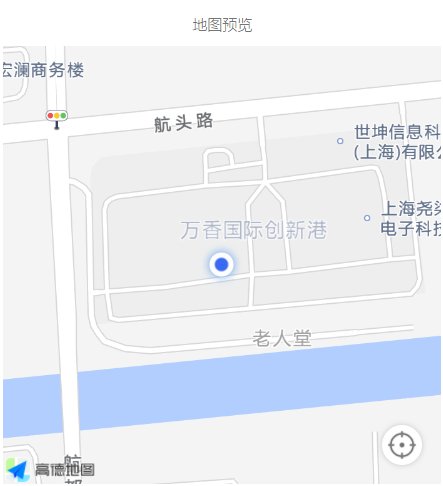 地图预览
宏澜商务楼
航头路
世坤信息科
(上海)有限公
万香国际创新港
上海尧柒
电子科技
老人堂
航
都
高德地图